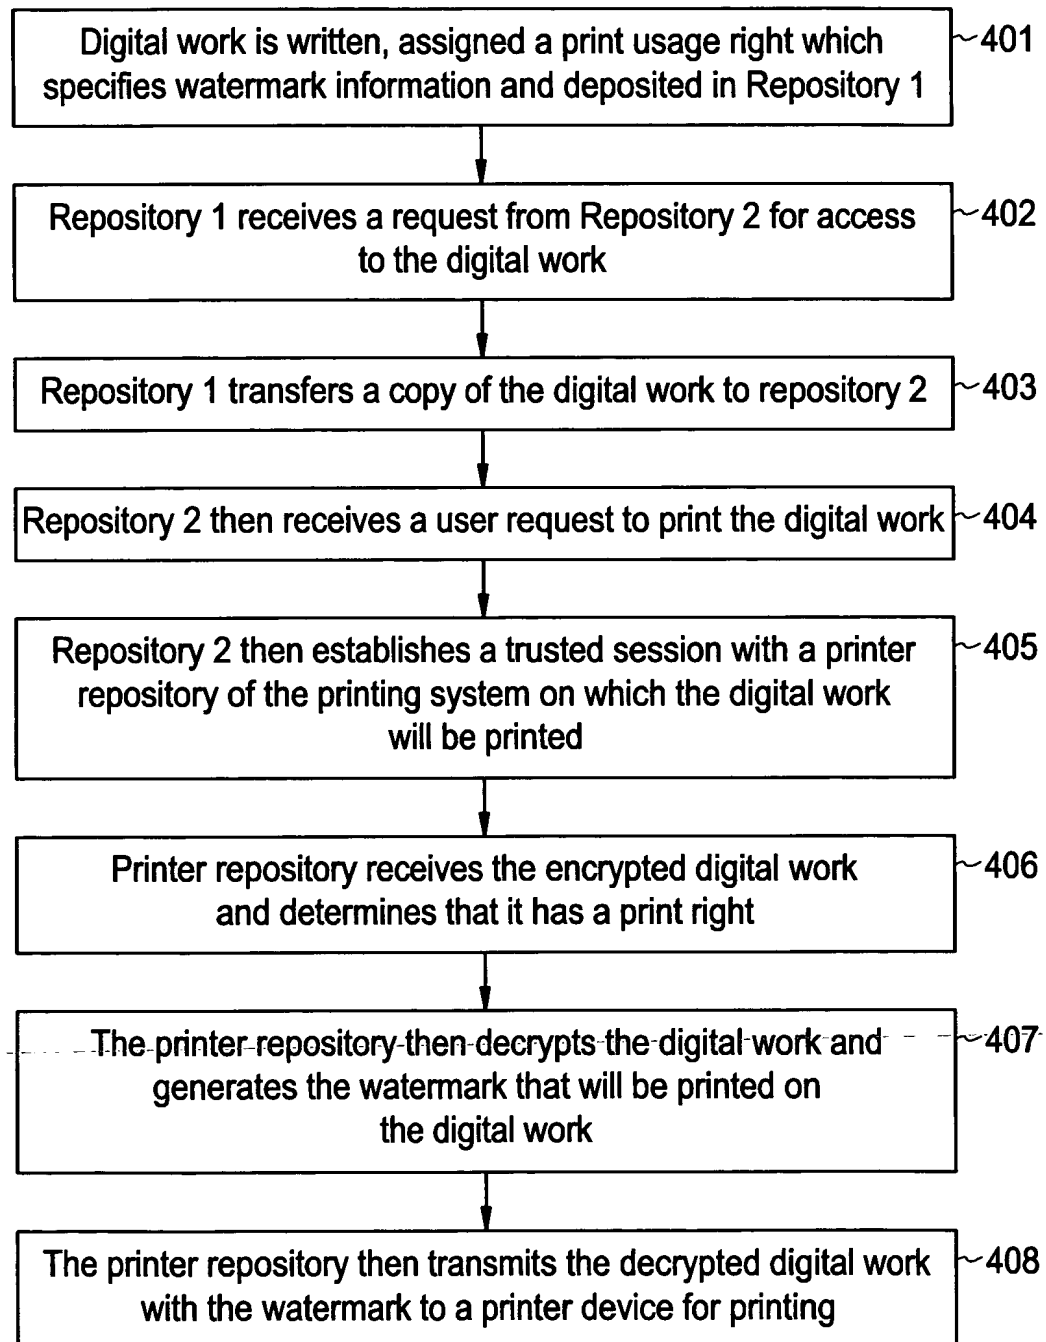 Digital work is written, assigned a print usage right which
specifies watermark information and deposited in Repository 1
401
Repository 1 receives a request from Repository 2 for access
to the digital work
402
Repository 1 transfers a copy of the digital work to repository 2
403
Repository 2 then receives a user request to print the digital work
404
Repository 2 then establishes a trusted session with a printer
repository of the printing system on which the digital work
will be printed
405
Printer repository receives the encrypted digital work
and determines that it has a print right
406
The printer repository then decrypts the digital work and
generates the watermark that will be printed on
the digital work
407
The printer repository then transmits the decrypted digital work
with the watermark to a printer device for printing
408